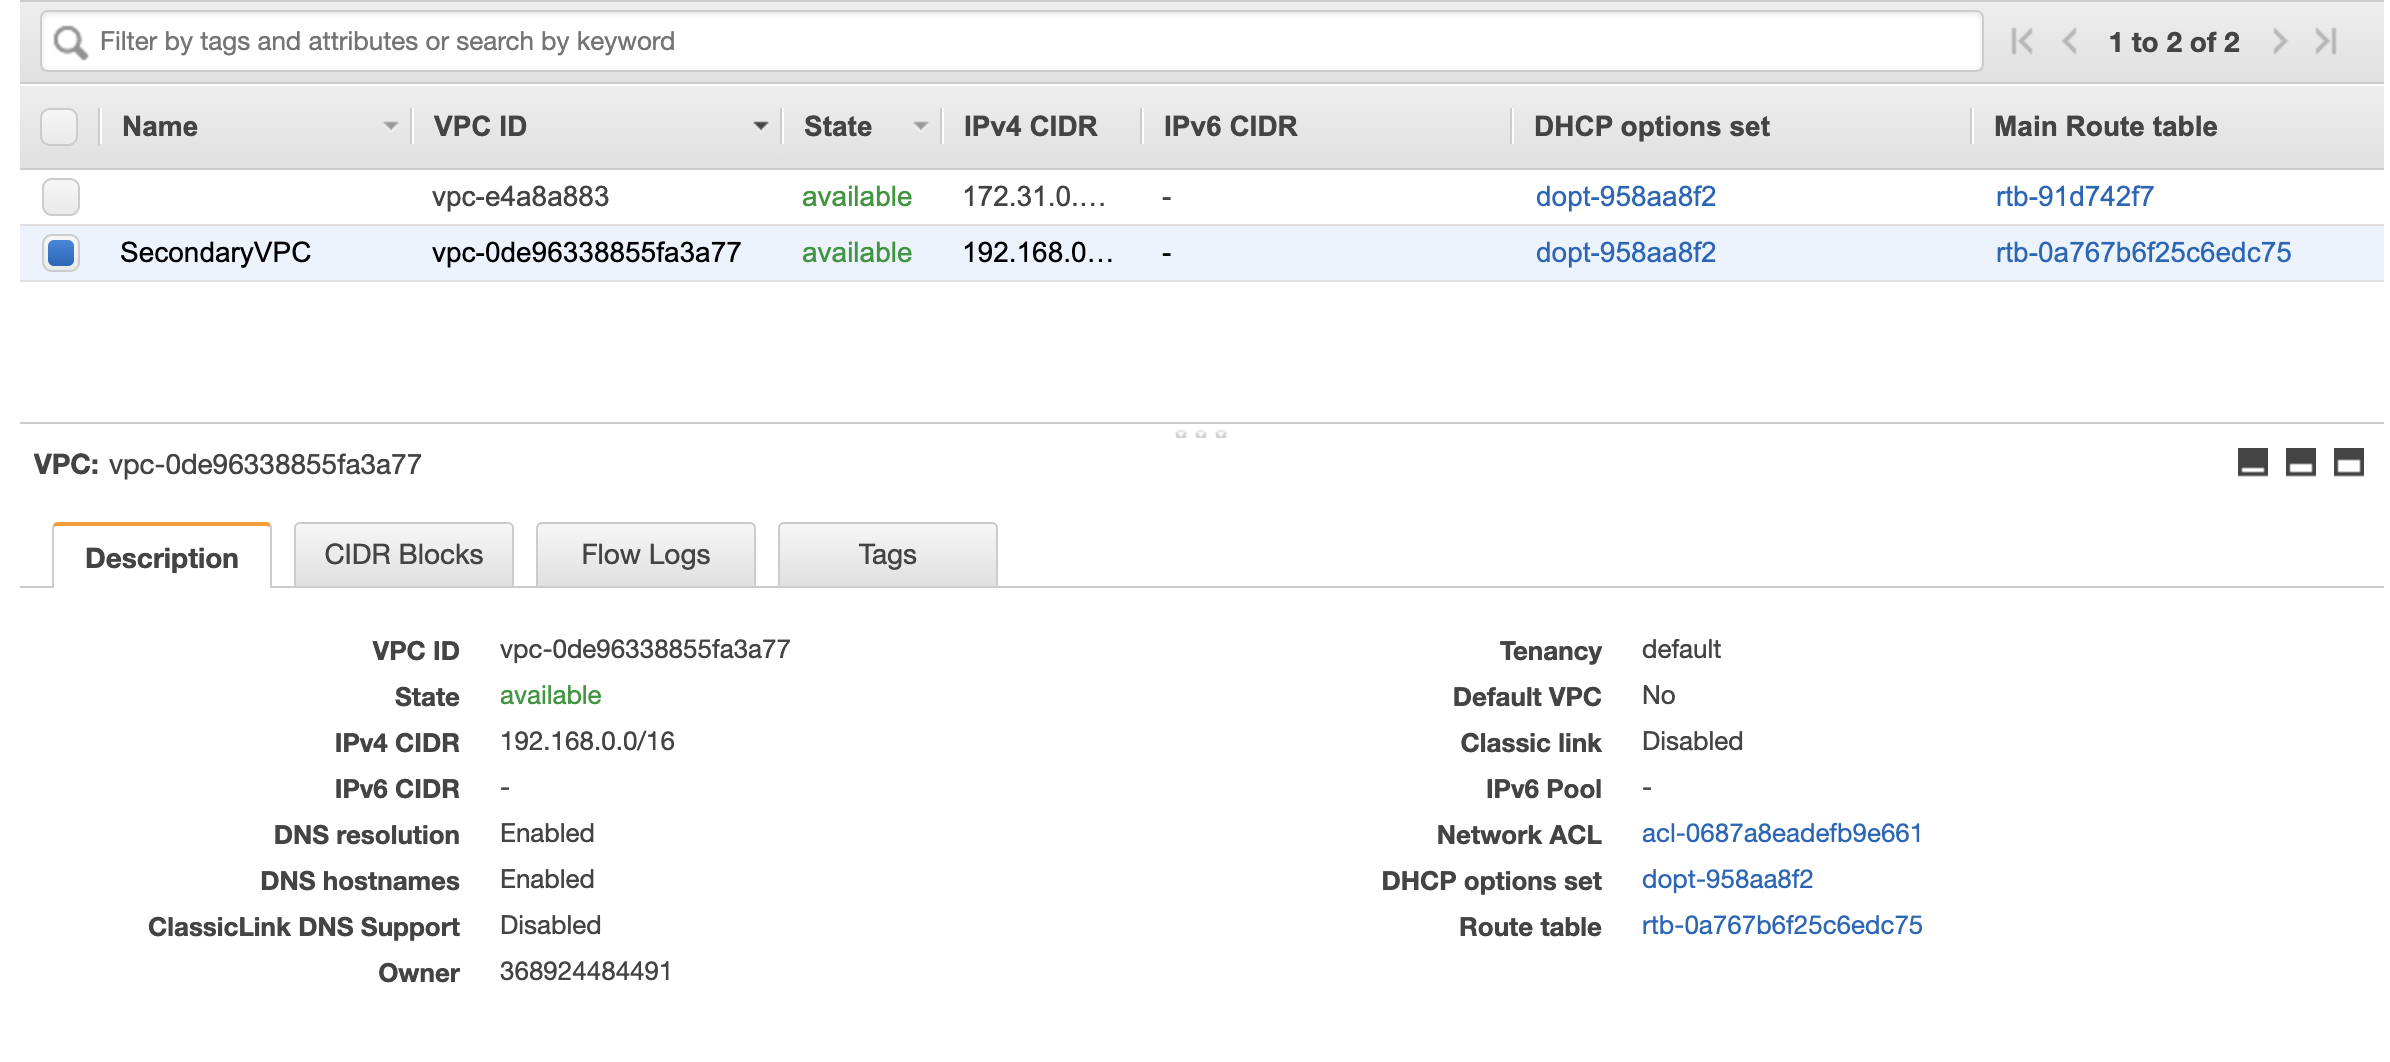 Filter by tags and attributes or search by keyword 1 to 2 of 2
Name VPC ID State IPv4 CIDR IPv6 CIDR DHCP options set Main Route table
vpc-e4a8a883 available 172.31.0.... - dopt-958aa8f2 rtb-91d742f7
SecondaryVPC vpc-0de96338855fa3a77 available 192.168.0... - dopt-958aa8f2 rtb-0a767b6f25c6edc75
VPC: vpc-0de96338855fa3a77
Description CIDR Blocks Flow Logs Tags
VPC ID vpc-0de96338855fa3a77 Tenancy default
State available Default VPC No
IPv4 CIDR 192.168.0.0/16 Classic link Disabled
IPv6 CIDR - IPv6 Pool -
DNS resolution Enabled Network ACL acl-0687a8eadefb9e661
DNS hostnames Enabled DHCP options set dopt-958aa8f2
ClassicLink DNS Support Disabled Route table rtb-0a767b6f25c6edc75
Owner 368924484491